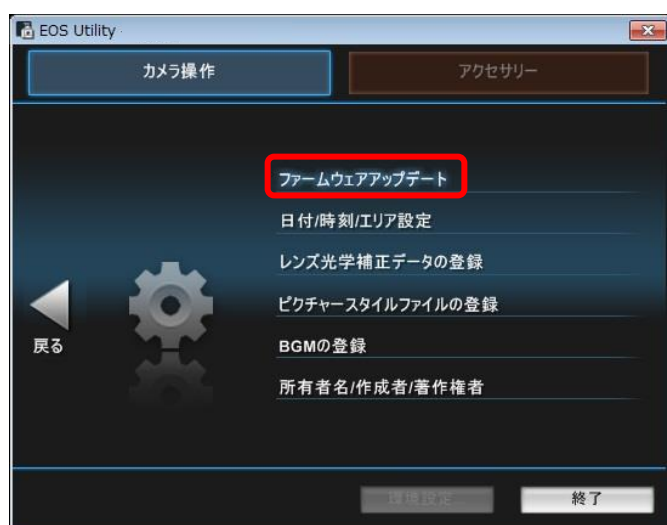 EOS Utility
カメラ操作
アクセサリー
ファームウェアアップデート
日付/時刻/エリア設定
レンズ光学補正データの登録
ピクチャースタイルファイルの登録
BGMの登録
所有者名/作成者/著作権者
戻る
環境設定
終了